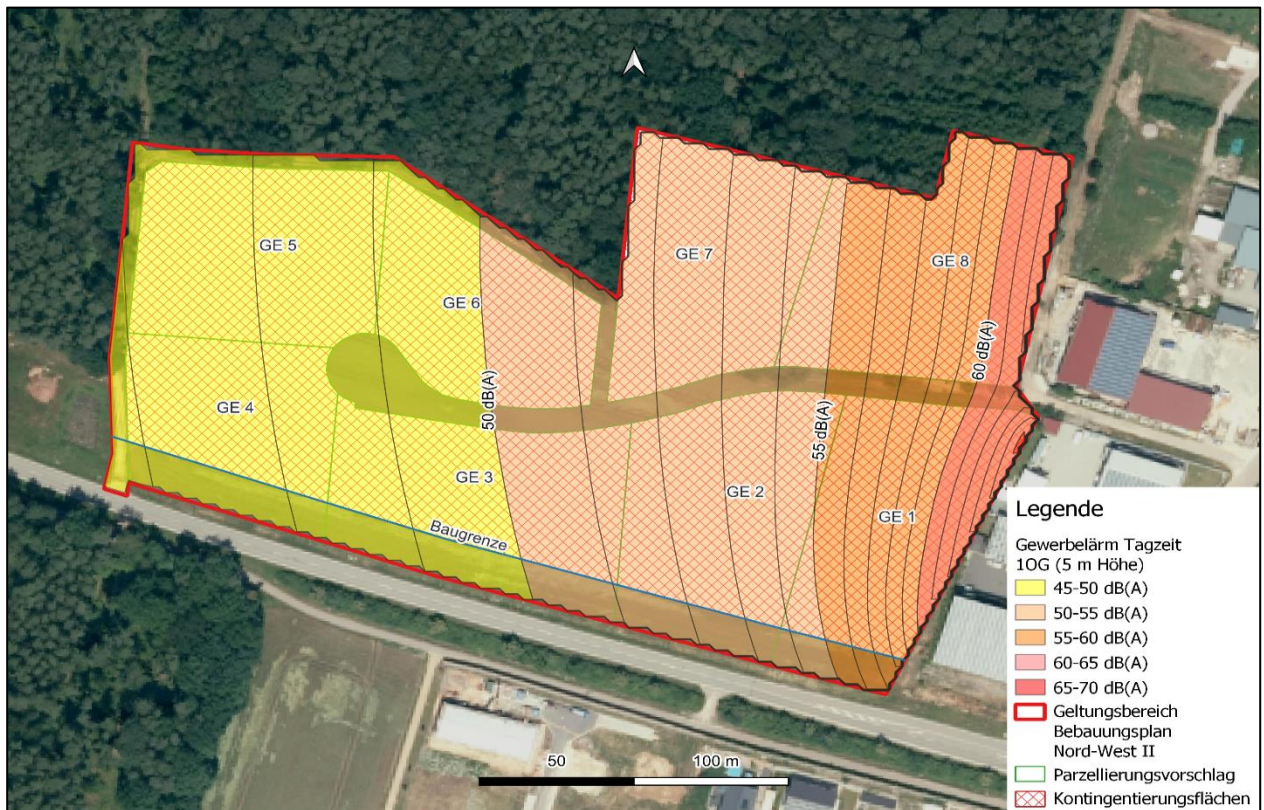 GE 5
GE 6
GE 7
GE 8
GE 4
50 dB(A)
55 dB(A)
60 dB(A)
GE 3
GE 2
GE 1
Baugrenze
50
100 m
Legende
Gewerbelärm Tagzeit
1OG (5 m Höhe)
45-50 dB(A)
50-55 dB(A)
55-60 dB(A)
60-65 dB(A)
65-70 dB(A)
Geltungsbereich
Bebauungsplan
Nord-West II
Parzellierungsvorschlag
Kontingentierungsflächen